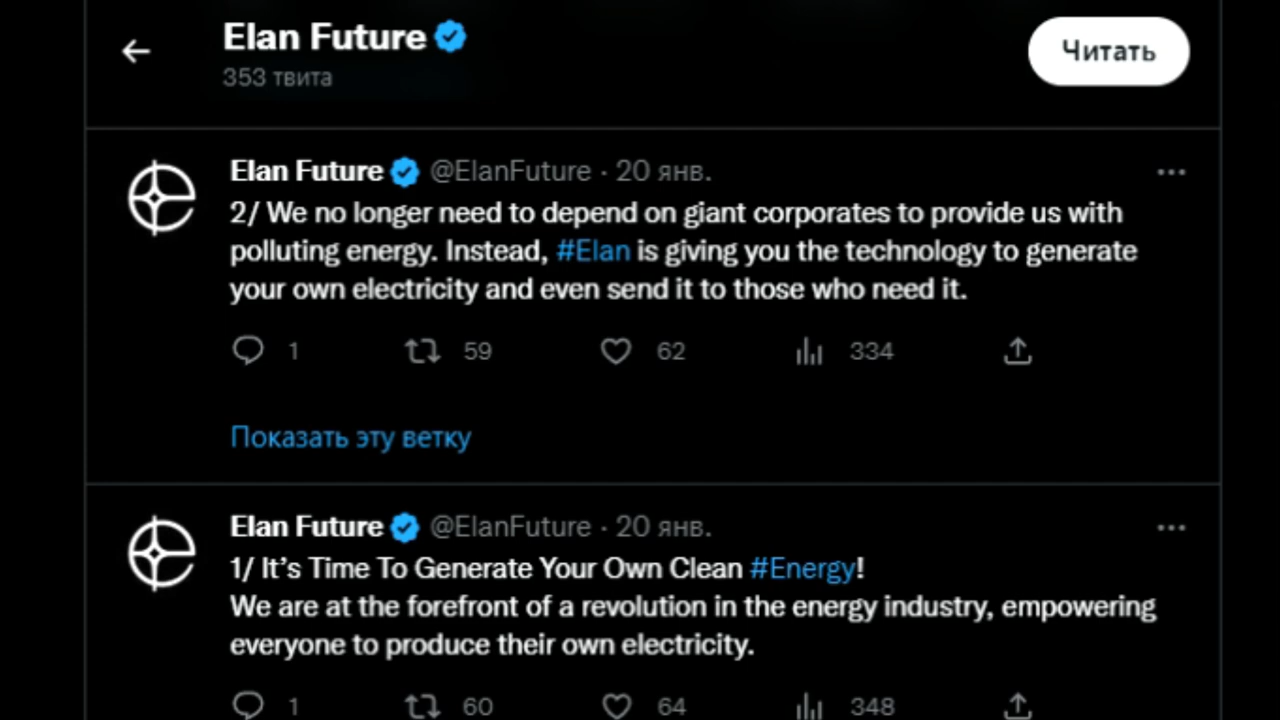 Elan Future
353 твита
Читать
Elan Future @ElanFuture · 20 янв.
2/ We no longer need to depend on giant corporates to provide us with
polluting energy. Instead, #Elan is giving you the technology to generate
your own electricity and even send it to those who need it.
1 59 62 334
Показать эту ветку
Elan Future @ElanFuture · 20 янв.
1/ It’s Time To Generate Your Own Clean #Energy!
We are at the forefront of a revolution in the energy industry, empowering
everyone to produce their own electricity.
1 60 64 348